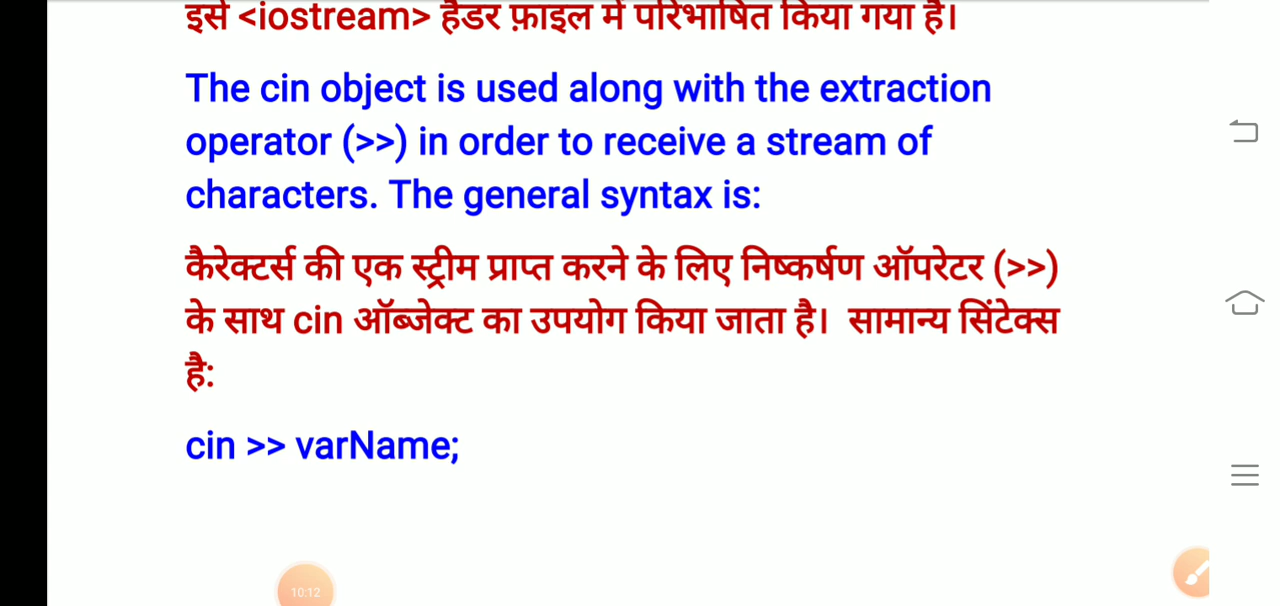 इसे <iostream> हैडर फ़ाइल में परिभाषित किया गया है।
The cin object is used along with the extraction
operator (>>) in order to receive a stream of
characters. The general syntax is:
कैरेक्टर्स की एक स्ट्रीम प्राप्त करने के लिए निष्कर्षण ऑपरेटर (>>)
के साथ cin ऑब्जेक्ट का उपयोग किया जाता है। सामान्य सिंटेक्स
है:
cin >> varName;
10:12